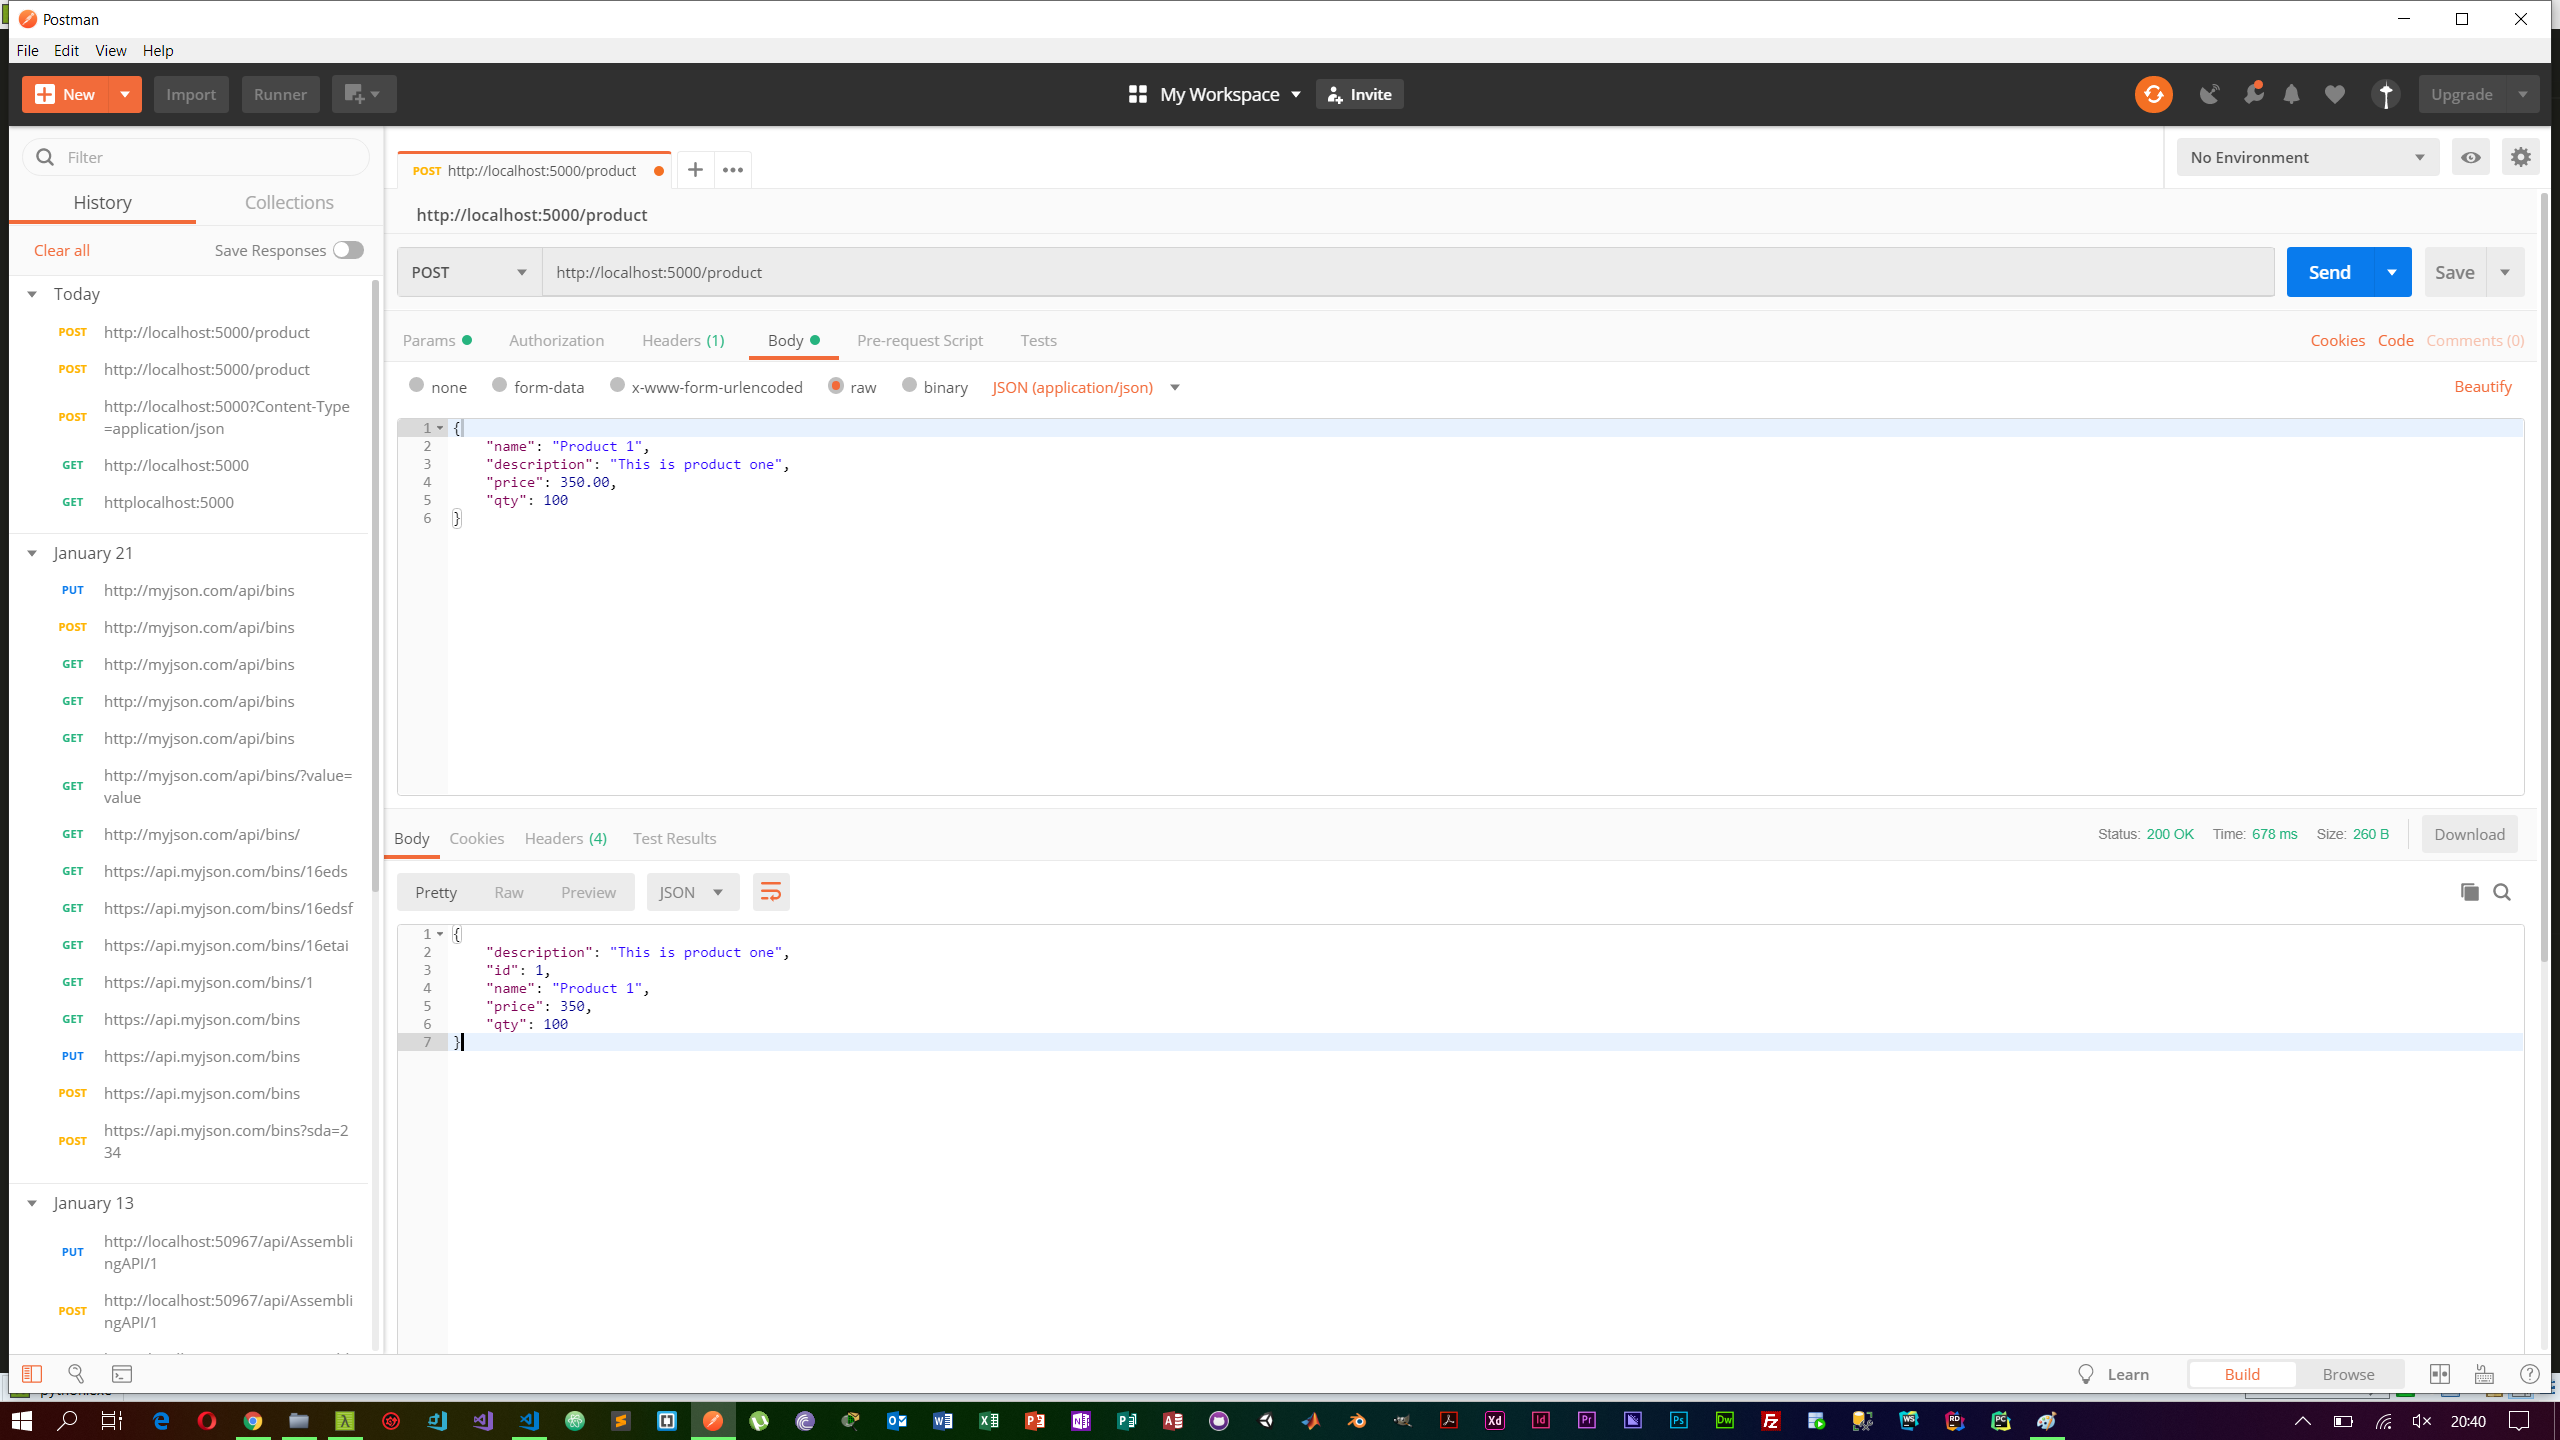 Postman
File Edit View Help
New Import Runner My Workspace Invite Upgrade
Filter
History Collections
Clear all Save Responses
Today
POST http://localhost:5000/product
POST http://localhost:5000/product
POST http://localhost:5000?Content-Type
=application/json
GET http://localhost:5000
GET httplocalhost:5000
January 21
PUT http://myjson.com/api/bins
POST http://myjson.com/api/bins
GET http://myjson.com/api/bins
GET http://myjson.com/api/bins
GET http://myjson.com/api/bins
GET http://myjson.com/api/bins/?value=
value
GET http://myjson.com/api/bins/
GET https://api.myjson.com/bins/16eds
GET https://api.myjson.com/bins/16edsf
GET https://api.myjson.com/bins/16etai
GET https://api.myjson.com/bins/1
GET https://api.myjson.com/bins
PUT https://api.myjson.com/bins
POST https://api.myjson.com/bins
POST https://api.myjson.com/bins?sda=2
34
January 13
PUT http://localhost:50967/api/Assembli
ngAPI/1
POST http://localhost:50967/api/Assembli
ngAPI/1
POST http://localhost:5000/product
No Environment
http://localhost:5000/product
POST http://localhost:5000/product Send Save
Params Authorization Headers (1) Body Pre-request Script Tests Cookies Code Comments (0)
none form-data x-www-form-urlencoded raw binary JSON (application/json) Beautify
1 {
2 "name": "Product 1",
3 "description": "This is product one",
4 "price": 350.00,
5 "qty": 100
6 }
Body Cookies Headers (4) Test Results Status: 200 OK Time: 678 ms Size: 260 B Download
Pretty Raw Preview JSON
1 {
2 "description": "This is product one",
3 "id": 1,
4 "name": "Product 1",
5 "price": 350,
6 "qty": 100
7 }
Learn Build Browse
20:40